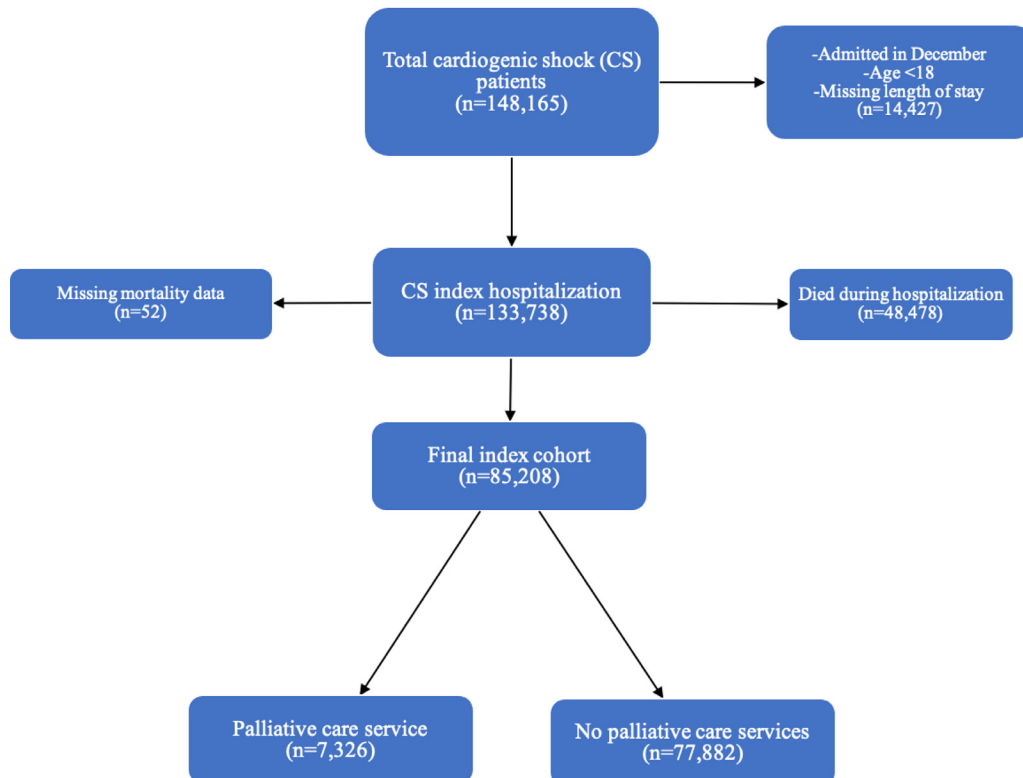 Total cardiogenic shock (CS)
patients
(n=148,165)
-Admitted in December
-Age <18
-Missing length of stay
(n=14,427)
Missing mortality data
(n=52)
CS index hospitalization
(n=133,738)
Died during hospitalization
(n=48,478)
Final index cohort
(n=85,208)
Palliative care service
(n=7,326)
No palliative care services
(n=77,882)